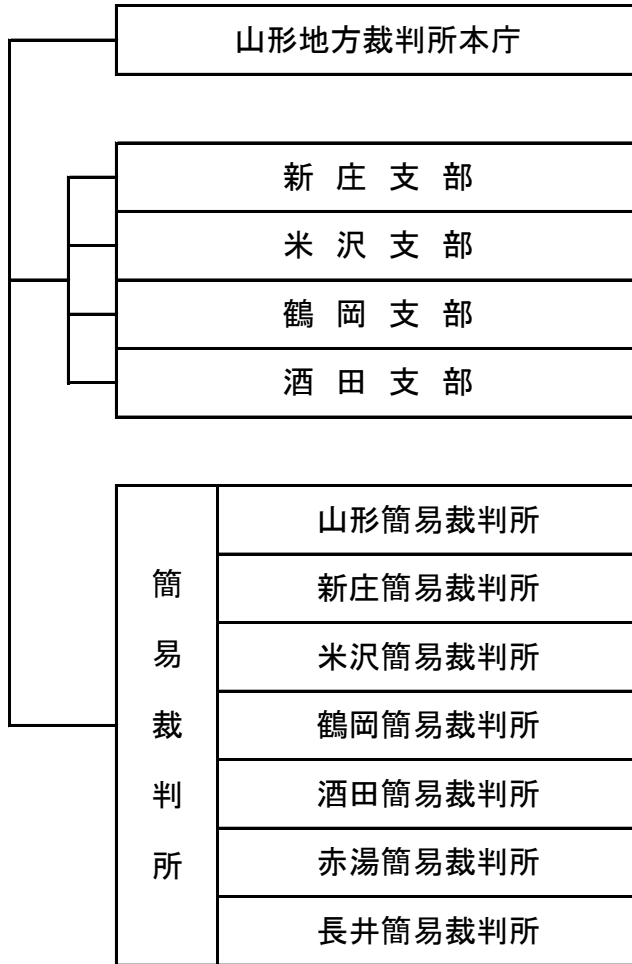 山形地方裁判所本庁
新庄支部
米沢支部
鶴岡支部
酒田支部
簡易裁判所
山形簡易裁判所
新庄簡易裁判所
米沢簡易裁判所
鶴岡簡易裁判所
酒田簡易裁判所
赤湯簡易裁判所
長井簡易裁判所